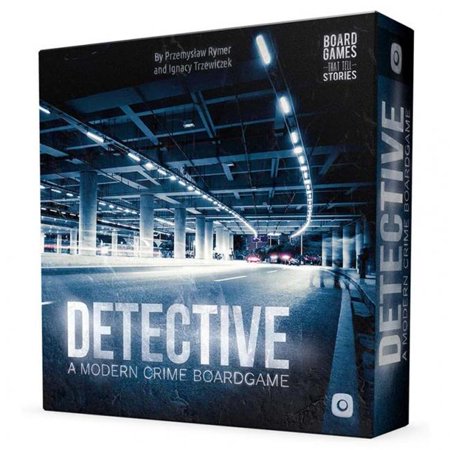 By Przemysław Rymer
and Ignacy Trzewiczek
BOARD
GAMES
THAT TELL
STORIES
DETECTIVE
A MODERN CRIME BOARDGAME
DETECTIVE
A MODERN CRIME BOARDGAME